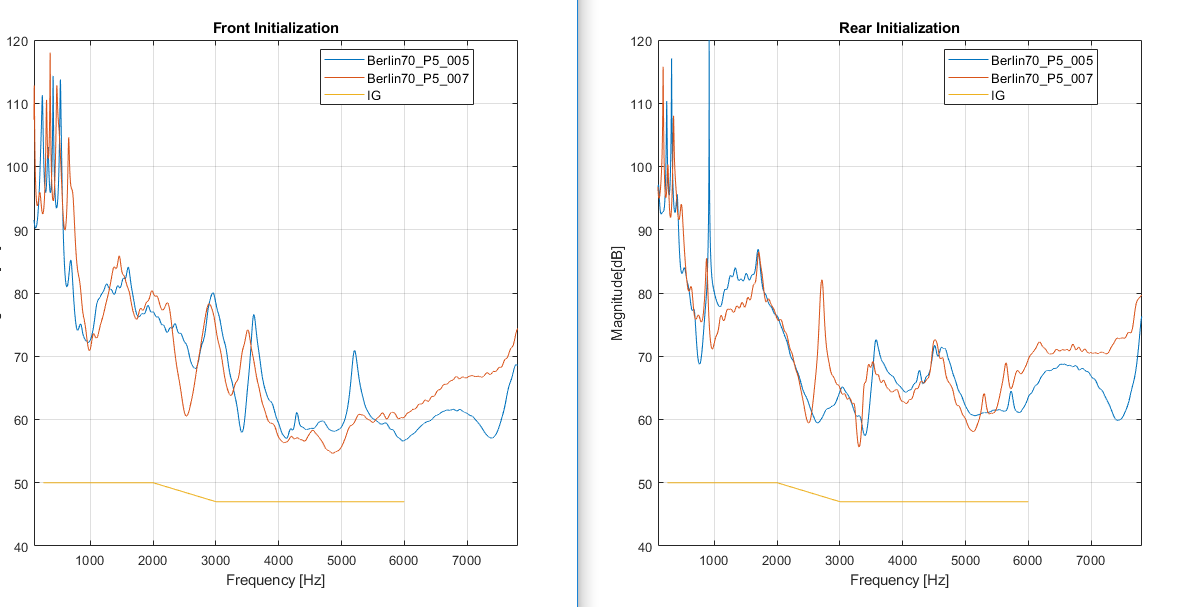 Front Initialization
120
110
100
90
80
70
60
50
40
1000 2000 3000 4000 5000 6000 7000
Frequency [Hz]
Berlin70_P5_005
Berlin70_P5_007
IG
Rear Initialization
Magnitude[dB]
120
110
100
90
80
70
60
50
40
1000 2000 3000 4000 5000 6000 7000
Frequency [Hz]
Berlin70_P5_005
Berlin70_P5_007
IG